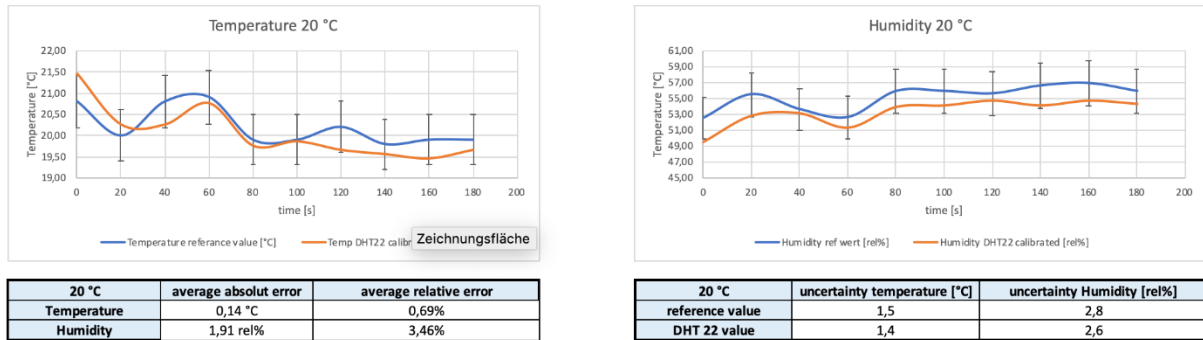 Temperature 20 °C
22,00
21,50
21,00
20,50
20,00
19,50
19,00
Temperature [°C]
0 20 40 60 80 100 120 140 160 180 200
time [s]
Temperature referance value [°C] Temp DHT22 calibr
Zeichnungsfläche
Humidity 20 °C
61,00
59,00
57,00
55,00
53,00
51,00
49,00
47,00
45,00
Temperature [°C]
0 20 40 60 80 100 120 140 160 180 200
time [s]
Humidity ref wert [rel%] Humidity DHT22 calibrated [rel%]
20 °C average absolut error average relative error
Temperature 0,14 °C 0,69%
Humidity 1,91 rel% 3,46%
20 °C uncertainty temperature [°C] uncertainty Humidity [rel%]
reference value 1,5 2,8
DHT 22 value 1,4 2,6